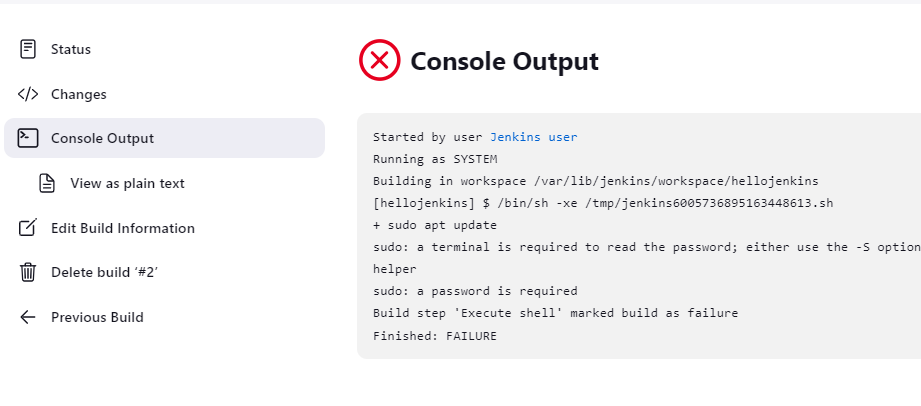 Status
Changes
Console Output
View as plain text
Edit Build Information
Delete build ‘#2’
Previous Build
Console Output
Started by user Jenkins user
Running as SYSTEM
Building in workspace /var/lib/jenkins/workspace/hellojenkins
[hellojenkins] $ /bin/sh -xe /tmp/jenkins6005736895163448613.sh
+ sudo apt update
sudo: a terminal is required to read the password; either use the -S option
helper
sudo: a password is required
Build step 'Execute shell' marked build as failure
Finished: FAILURE